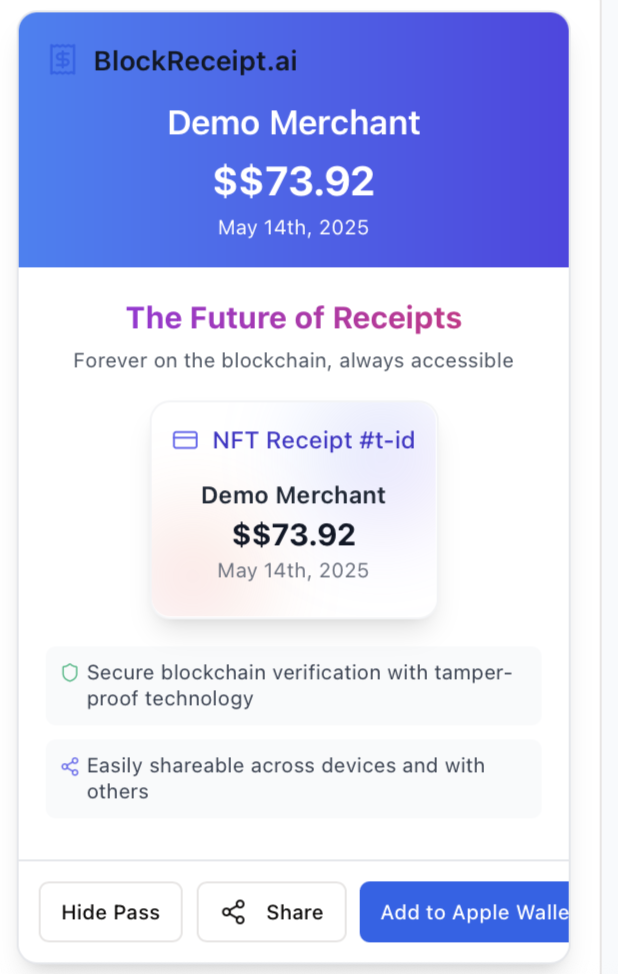 BlockReceipt.ai
Demo Merchant
$$73.92
May 14th, 2025
The Future of Receipts
Forever on the blockchain, always accessible
NFT Receipt #t-id
Demo Merchant
$$73.92
May 14th, 2025
Secure blockchain verification with tamper-
proof technology
Easily shareable across devices and with
others
Hide Pass
Share
Add to Apple Walle